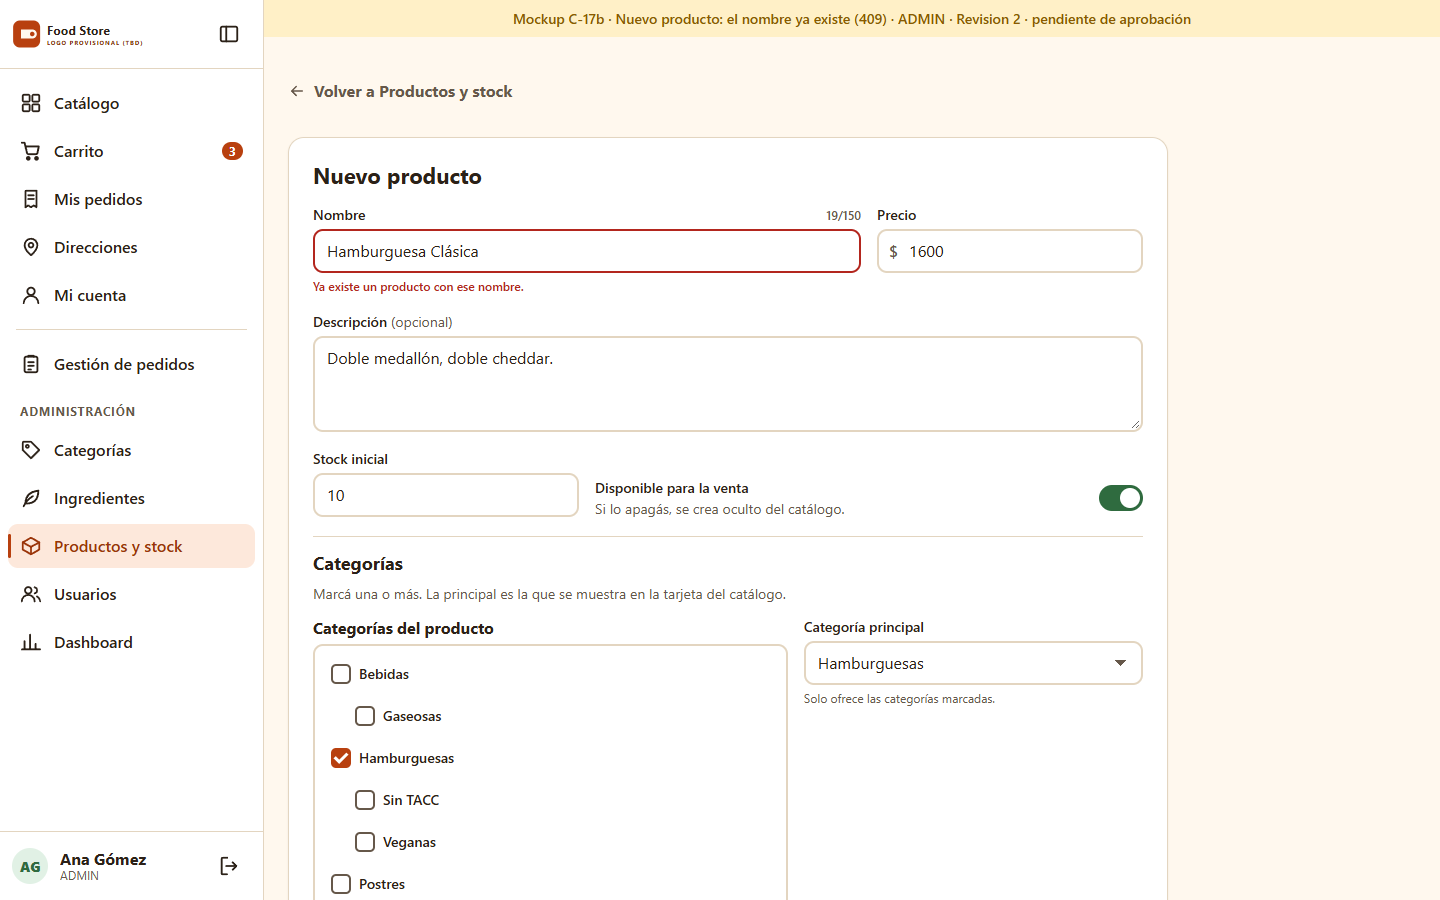 Food Store
LOGO PROVISIONAL (TBD)
Catálogo
Carrito
3
Mis pedidos
Direcciones
Mi cuenta
Gestión de pedidos
ADMINISTRACIÓN
Categorías
Ingredientes
Productos y stock
Usuarios
Dashboard
AG
Ana Gómez
ADMIN
Mockup C-17b · Nuevo producto: el nombre ya existe (409) · ADMIN · Revision 2 · pendiente de aprobación
Volver a Productos y stock
Nuevo producto
Nombre
19/150
Hamburguesa Clásica
Ya existe un producto con ese nombre.
Precio
$ 1600
Descripción (opcional)
Doble medallón, doble cheddar.
Stock inicial
10
Disponible para la venta
Si lo apagás, se crea oculto del catálogo.
Categorías
Marcá una o más. La principal es la que se muestra en la tarjeta del catálogo.
Categorías del producto
Bebidas
Gaseosas
Hamburguesas
Sin TACC
Veganas
Postres
Categoría principal
Hamburguesas
Solo ofrece las categorías marcadas.